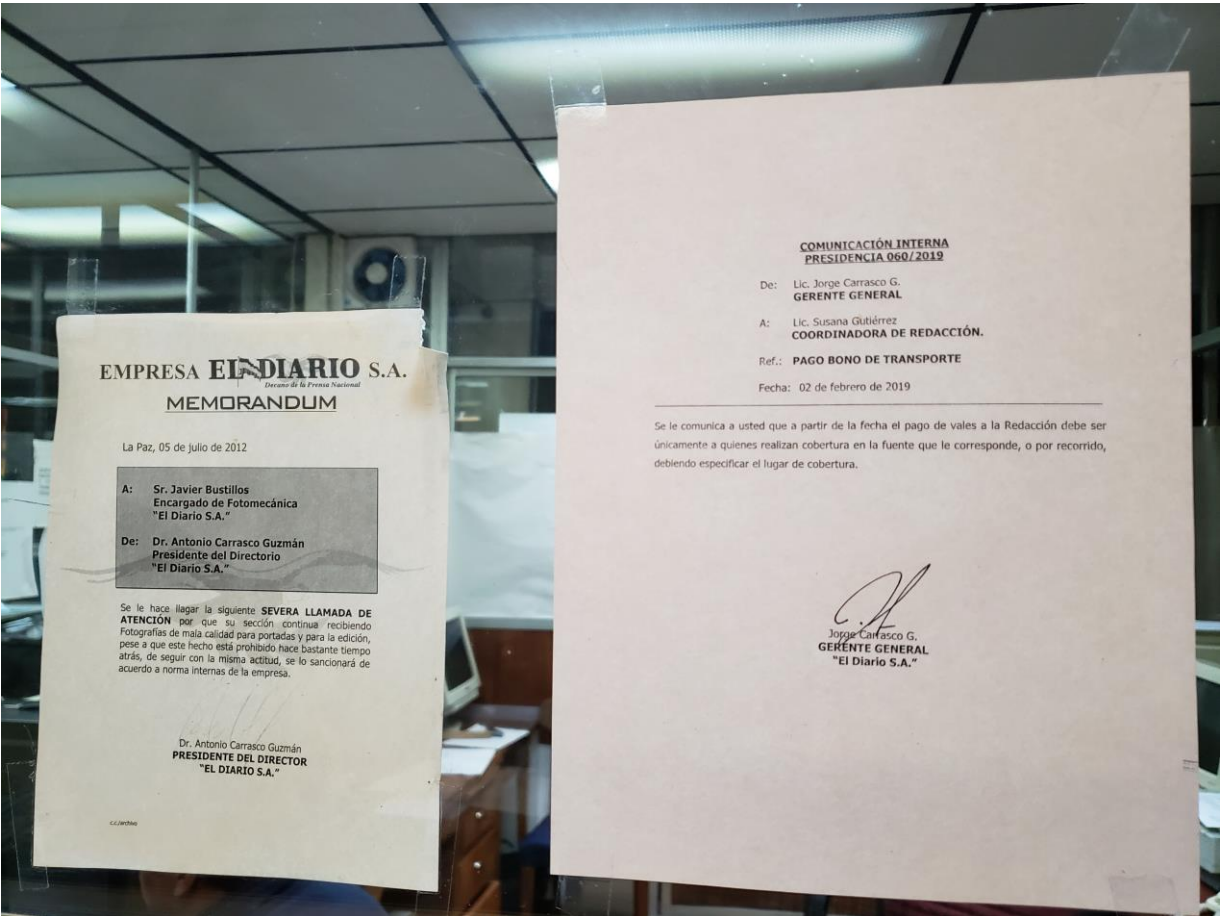 EMPRESA EL DIARIO S.A.
Decano de la Prensa Nacional
MEMORANDUM
La Paz, 05 de julio de 2012
A: Sr. Javier Bustillos
Encargado de Fotomecánica
"El Diario S.A."
De: Dr. Antonio Carrasco Guzmán
Presidente del Directorio
"El Diario S.A."
Se le hace llagar la siguiente SEVERA LLAMADA DE
ATENCIÓN por que su sección continua recibiendo
Fotografías de mala calidad para portadas y para la edición,
pese a que este hecho está prohibido hace bastante tiempo
atrás, de seguir con la misma actitud, se lo sancionará de
acuerdo a norma internas de la empresa.
Dr. Antonio Carrasco Guzmán
PRESIDENTE DEL DIRECTOR
"EL DIARIO S.A."
c.c/archivo
COMUNICACIÓN INTERNA
PRESIDENCIA 060/2019
De: Lic. Jorge Carrasco G.
GERENTE GENERAL
A: Lic. Susana Gutiérrez
COORDINADORA DE REDACCIÓN.
Ref.: PAGO BONO DE TRANSPORTE
Fecha: 02 de febrero de 2019
Se le comunica a usted que a partir de la fecha el pago de vales a la Redacción debe ser
únicamente a quienes realizan cobertura en la fuente que le corresponde, o por recorrido,
debiendo especificar el lugar de cobertura.
Jorge Carrasco G.
GERENTE GENERAL
"El Diario S.A."